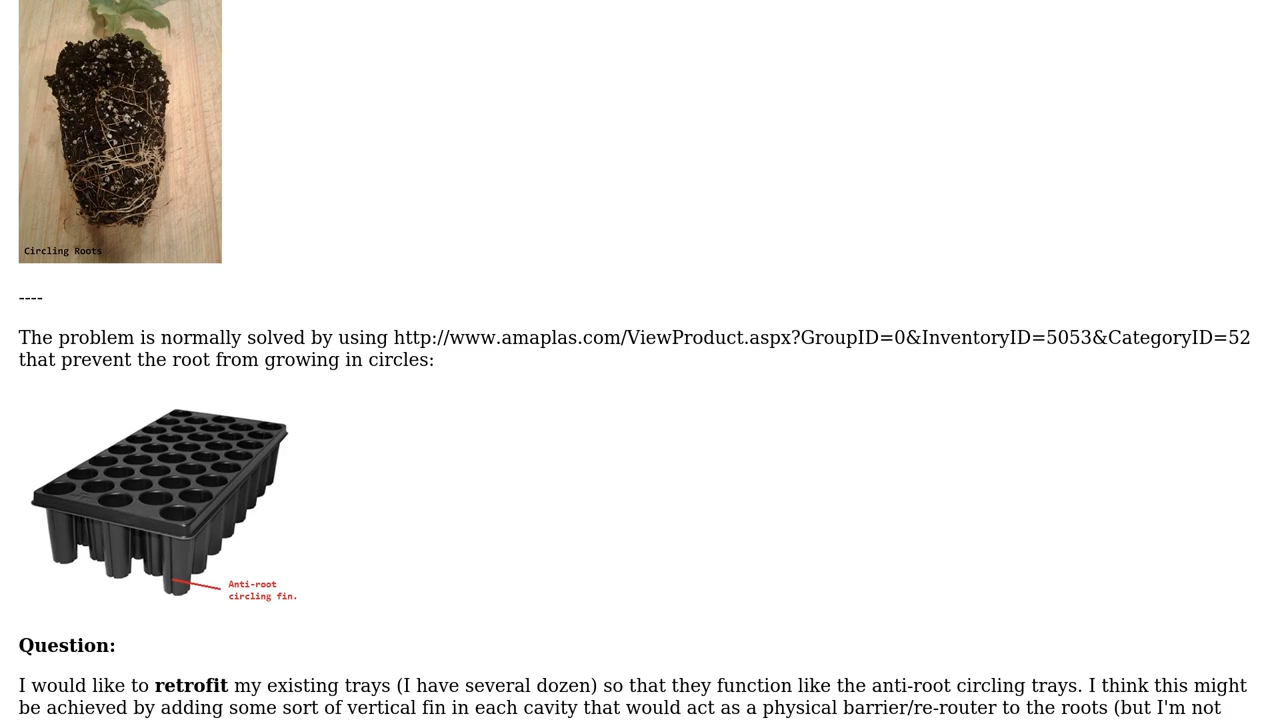 Circling Roots
----
The problem is normally solved by using http://www.amaplas.com/ViewProduct.aspx?GroupID=0&InventoryID=5053&CategoryID=52
that prevent the root from growing in circles:
Anti-root
circling fin.
Question:
I would like to retrofit my existing trays (I have several dozen) so that they function like the anti-root circling trays. I think this might
be achieved by adding some sort of vertical fin in each cavity that would act as a physical barrier/re-router to the roots (but I'm not